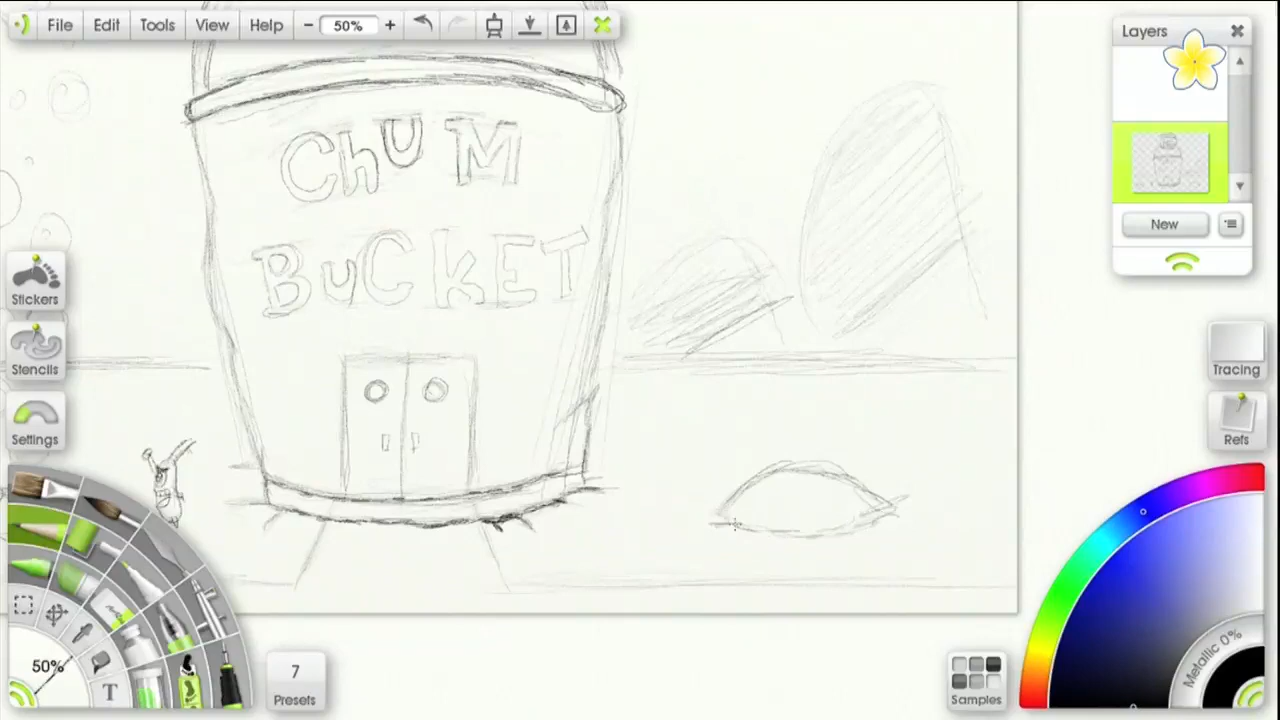 File Edit Tools View Help − 50% +
Layers
ChUM
BUCKET
New
Stickers
Stencils
Settings
Tracing
Refs
50%
T
7
Presets
Samples
Metallic 0%